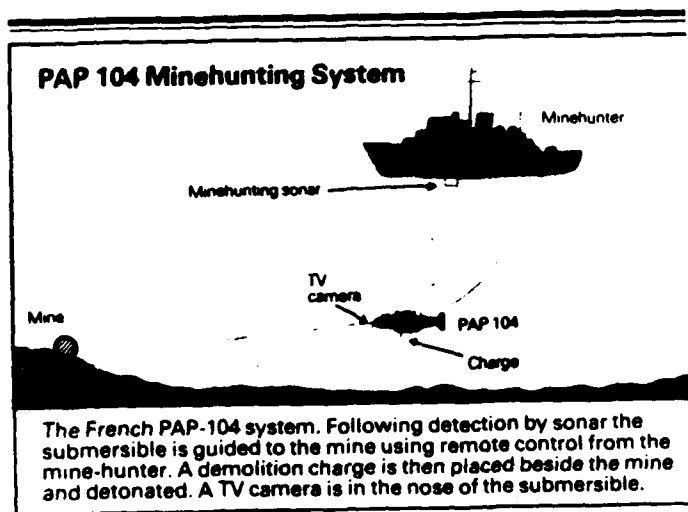 PAP 104 Minehunting System
Minehunter
Minehunting sonar
TV
camera
Mine
PAP 104
Charge
The French PAP-104 system. Following detection by sonar the
submersible is guided to the mine using remote control from the
mine-hunter. A demolition charge is then placed beside the mine
and detonated. A TV camera is in the nose of the submersible.